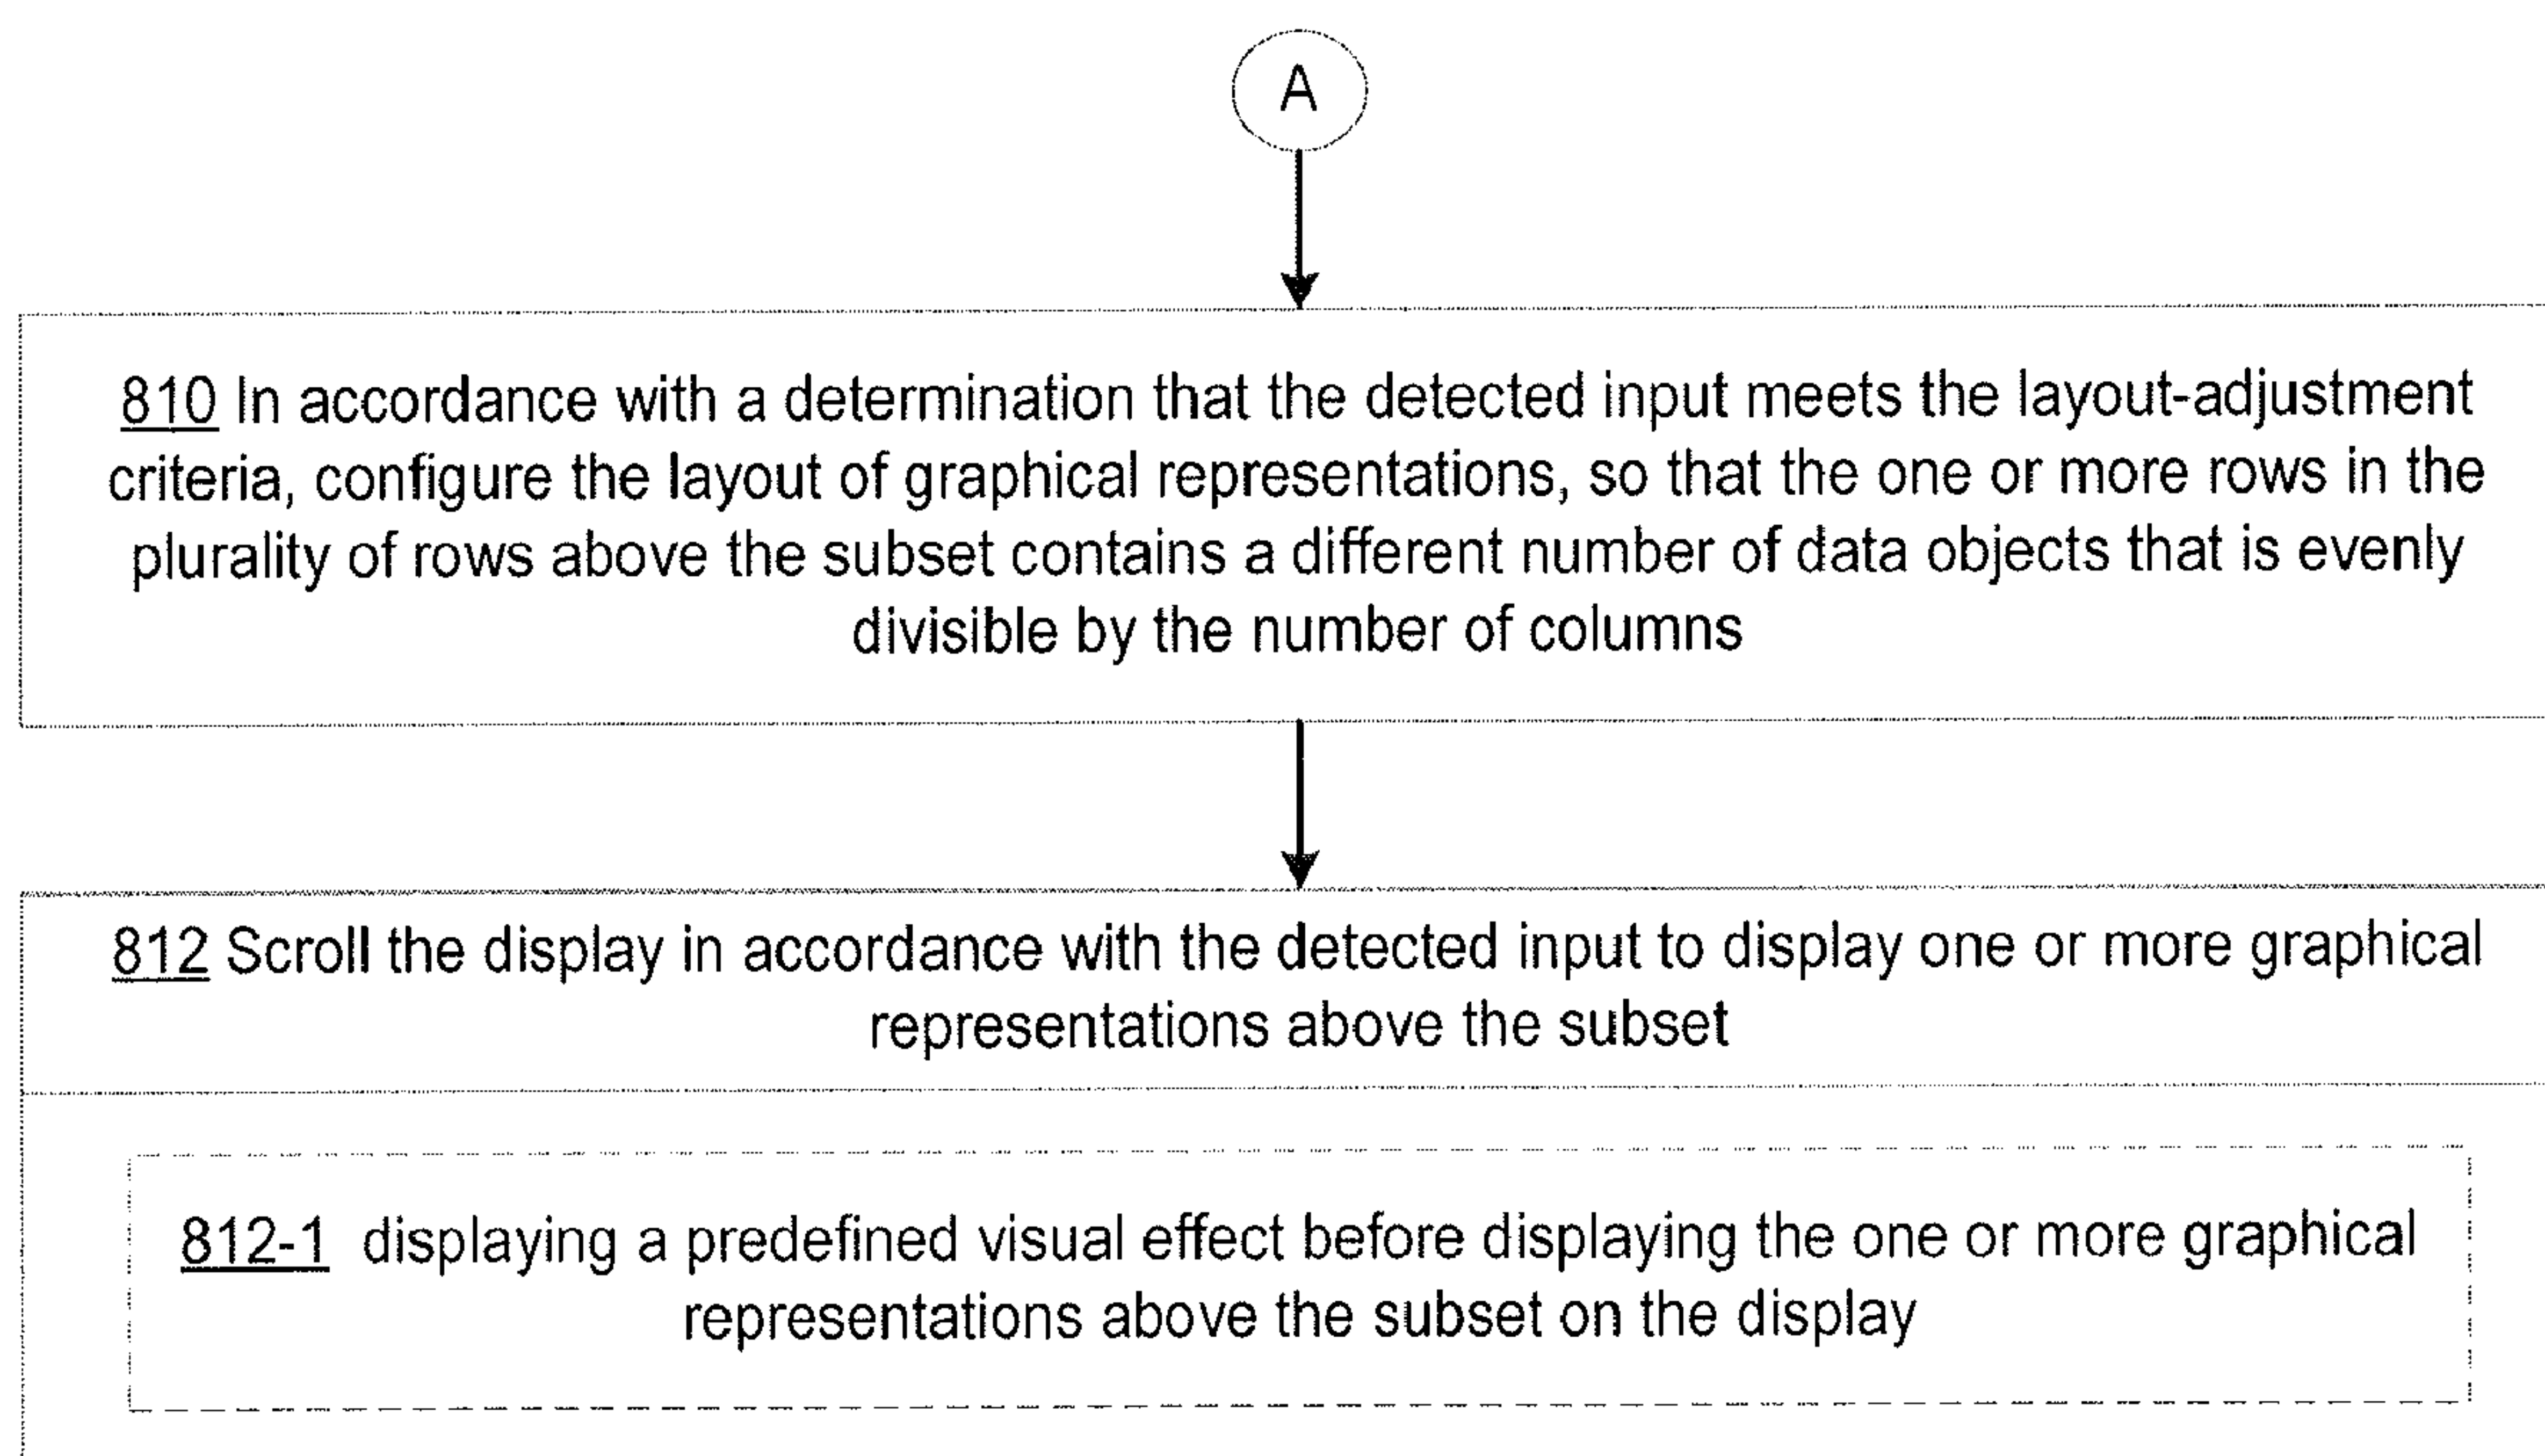 A
810 In accordance with a determination that the detected input meets the layout-adjustment
criteria, configure the layout of graphical representations, so that the one or more rows in the
plurality of rows above the subset contains a different number of data objects that is evenly
divisible by the number of columns
812 Scroll the display in accordance with the detected input to display one or more graphical
representations above the subset
812-1 displaying a predefined visual effect before displaying the one or more graphical
representations above the subset on the display